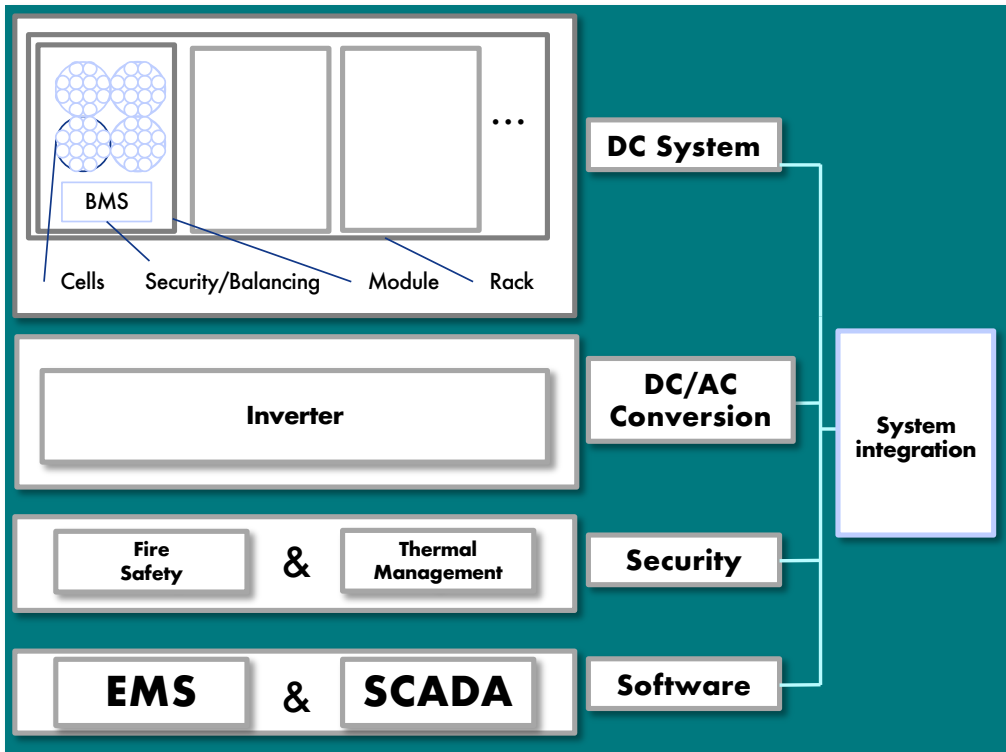 ...
DC System
BMS
Cells
Security/Balancing
Module
Rack
Inverter
DC/AC
Conversion
System
integration
Fire
Safety
&
Thermal
Management
Security
EMS
&
SCADA
Software